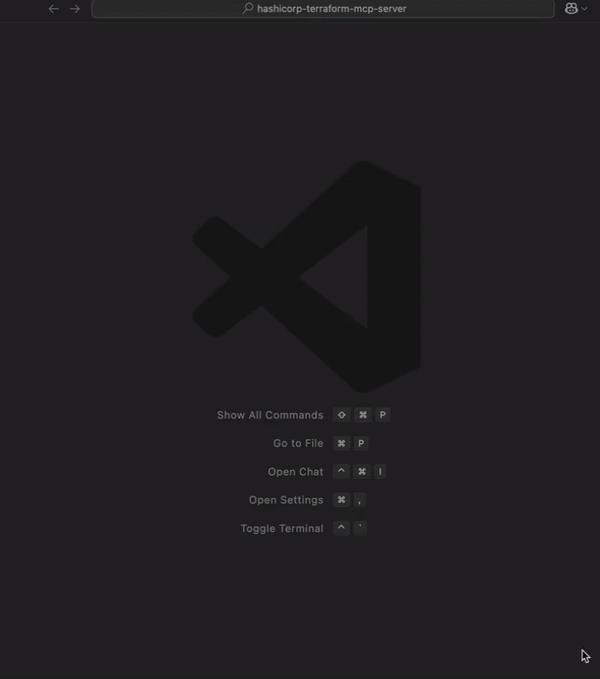 hashicorp-terraform-mcp-server
Show All Commands ⇧ ⌘ P
Go to File ⌘ P
Open Chat ^ ⌘ I
Open Settings ⌘ ,
Toggle Terminal ^ `